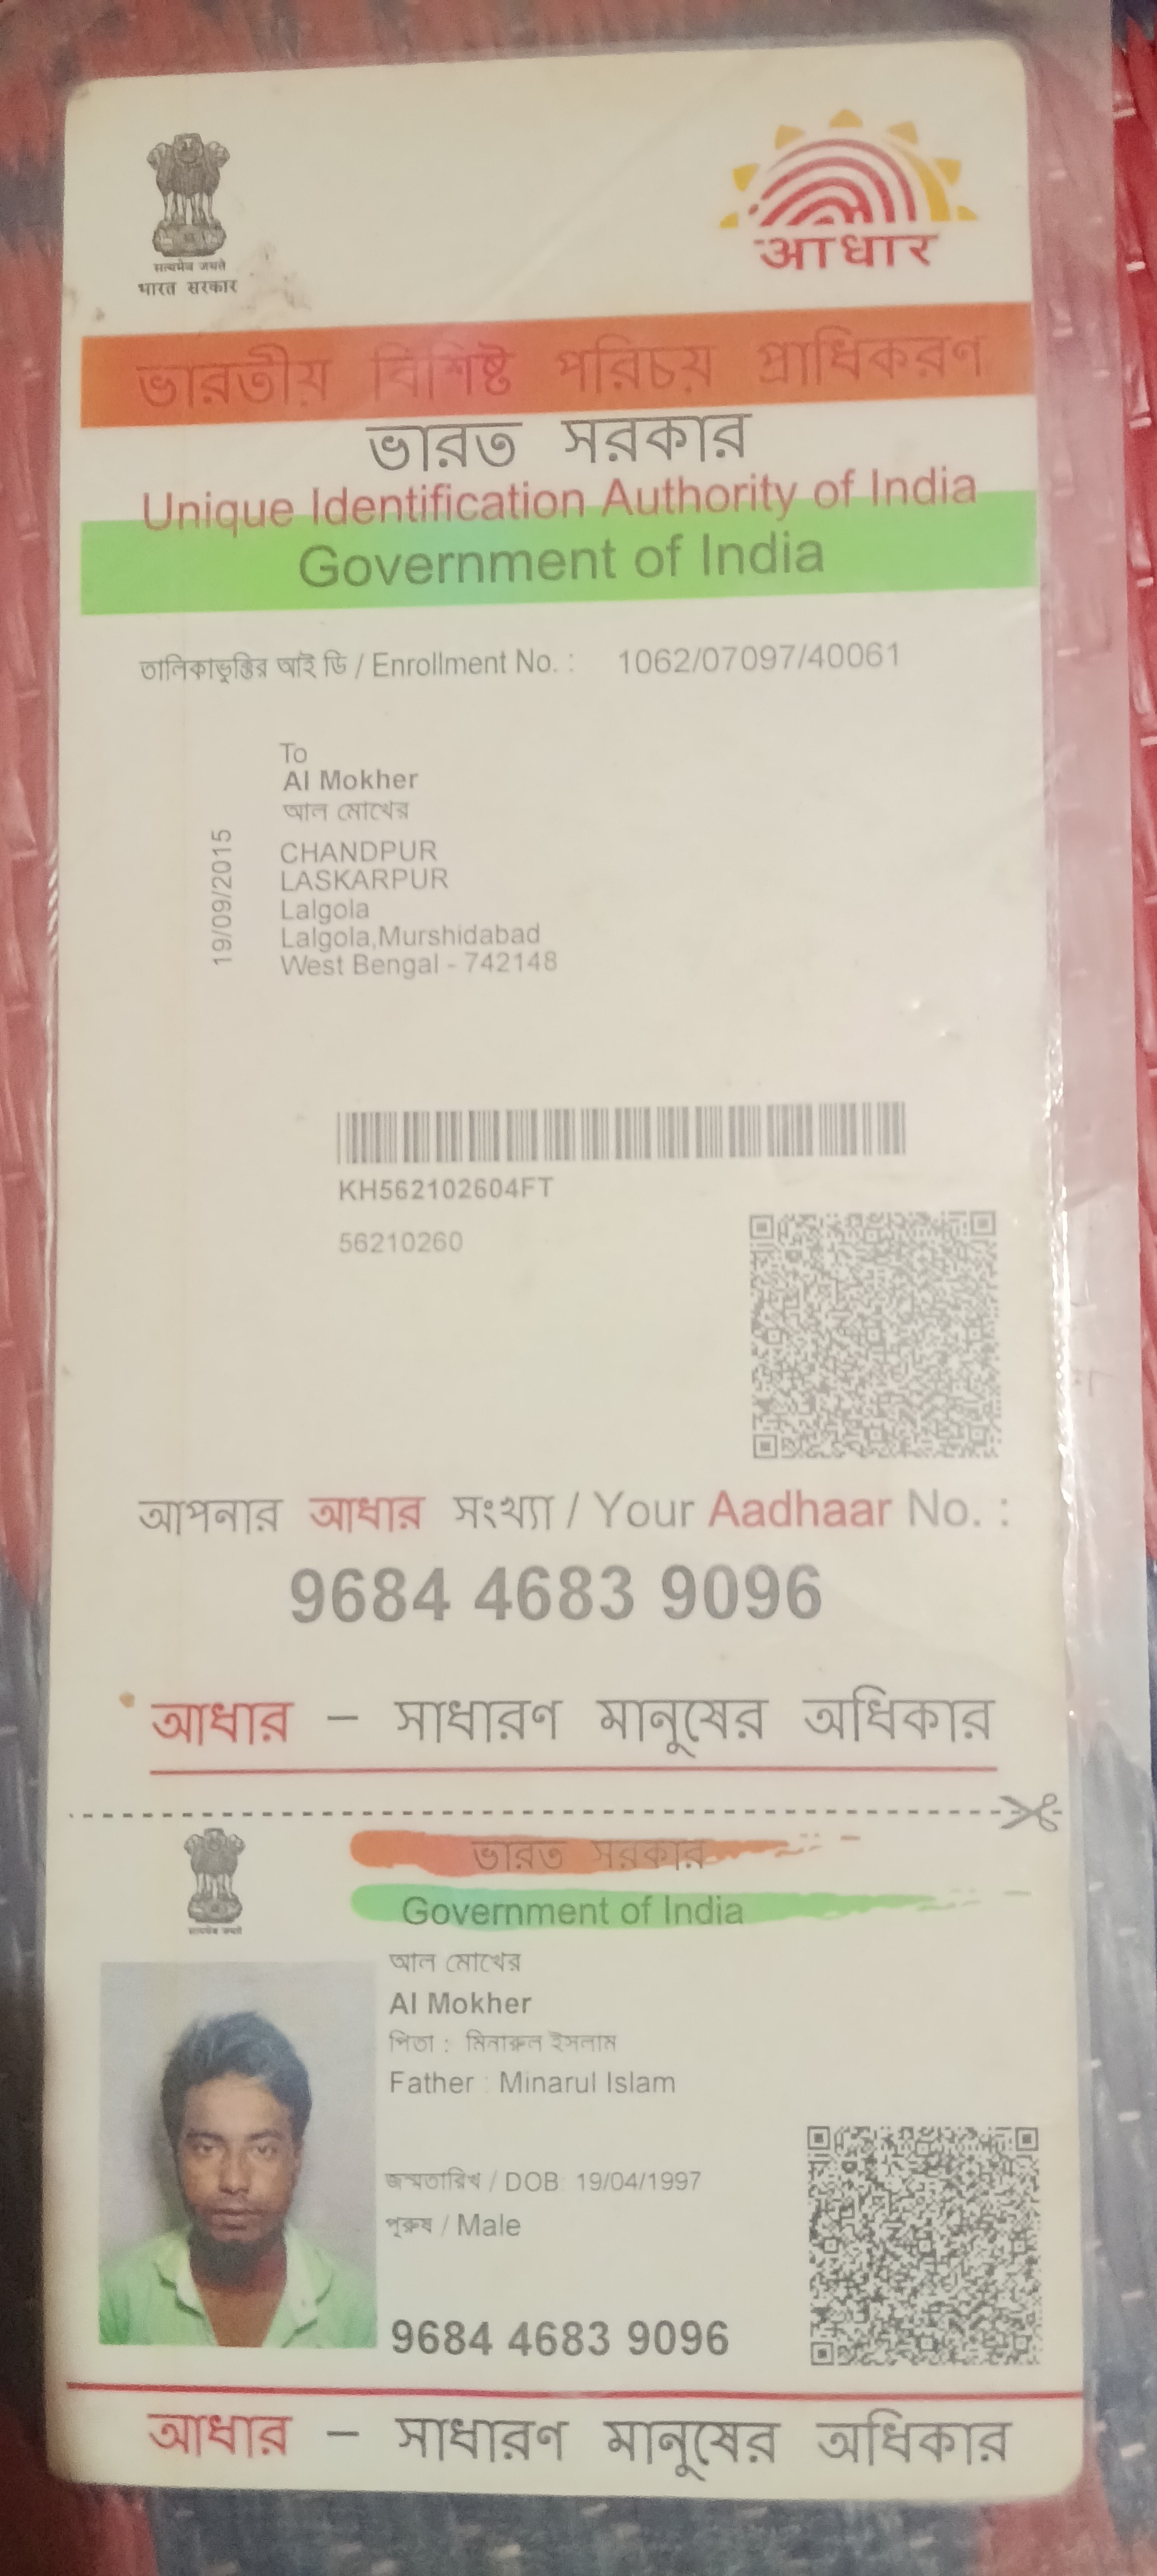 सत्यमेव जयते
भारत सरकार
आधार
ভারতীয় বিশিষ্ট পরিচয় প্রাধিকরণ
ভারত সরকার
Unique Identification Authority of India
Government of India
তালিকাভুক্তির আই ডি / Enrollment No. : 1062/07097/40061
To
Al Mokher
আল মোখের
CHANDPUR
LASKARPUR
Lalgola
Lalgola,Murshidabad
West Bengal - 742148
19/09/2015
KH562102604FT
56210260
আপনার আধার সংখ্যা / Your Aadhaar No. :
9684 4683 9096
আধার – সাধারণ মানুষের অধিকার
सत्यमेव जयते
ভারত সরকার
Government of India
আল মোখের
Al Mokher
পিতা : মিনারুল ইসলাম
Father : Minarul Islam
জন্মতারিখ / DOB: 19/04/1997
পুরুষ / Male
9684 4683 9096
আধার – সাধারণ মানুষের অধিকার